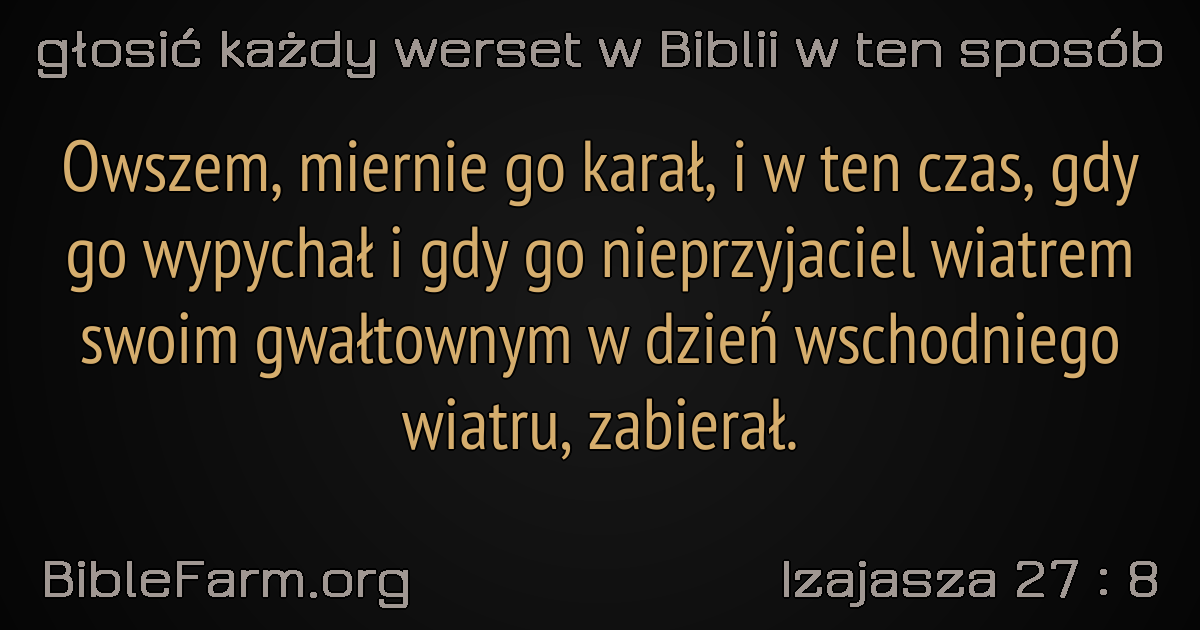 głosić każdy werset w Biblii w ten sposób
Owszem, miernie go karał, i w ten czas, gdy
go wypychał i gdy go nieprzyjaciel wiatrem
swoim gwałtownym w dzień wschodniego
wiatru, zabierał.
BibleFarm.org
Izajasza 27 : 8